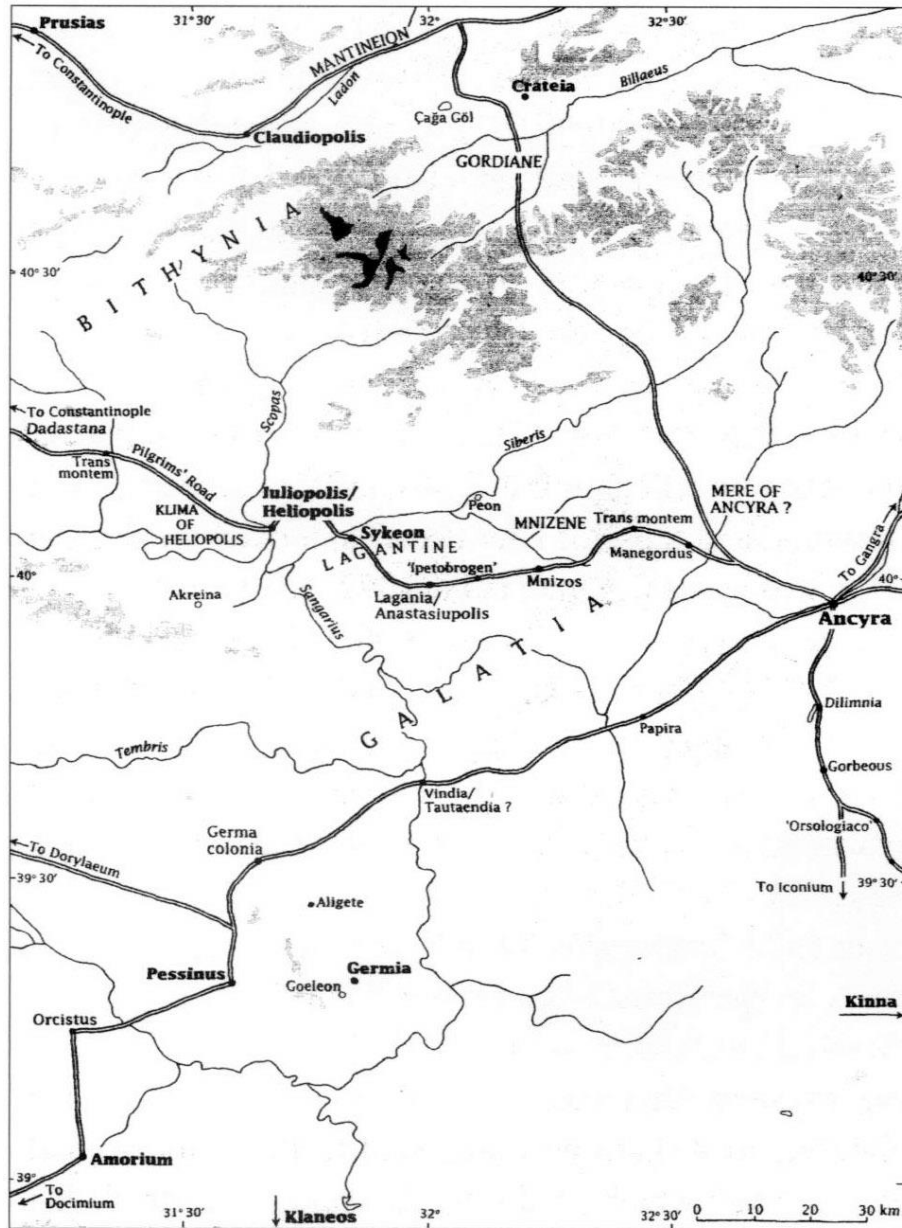 31° 30'
32°
32° 30'
Prusias
To Constantinople
MANTINEION
Ladon
Claudiopolis
Crateia
Çağa Göl
Billaeus
GORDIANE
BITHYNIA
40° 30'
40° 30'
To Constantinople
Dadastana
Trans
montem
Pilgrims' Road
Scopas
KLIMA
OF
HELIOPOLIS
Iuliopolis/
Heliopolis
Siberis
Peon
Sykeon
LAGANTINE
MNIZENE
'Ipetobrogen'
Trans montem
Manegordus
MERE OF
ANCYRA ?
To Gangra
40°
40°
Mnizos
Lagania/
Anastasiupolis
Akreina
Sangarius
Ancyra
GALATIA
Dilimnia
Papira
Tembris
Gorbeous
Vindia/
Tautaendia ?
'Orsologiaco'
Germa
colonia
To Dorylaeum
39° 30'
39° 30'
To Iconium
Aligete
Pessinus
Germia
Goeleon
Kinna
Orcistus
Amorium
39°
To
Docimium
31° 30'
Klaneos
32°
32° 30'
0 10 20 30 km